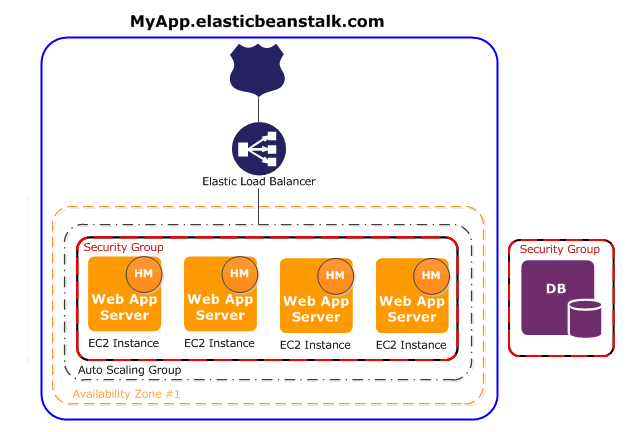 MyApp.elasticbeanstalk.com
Elastic Load Balancer
Security Group
HM
HM
HM
HM
Web App
Server
Web App
Server
Web App
Server
Web App
Server
EC2 Instance
EC2 Instance
EC2 Instance
EC2 Instance
Auto Scaling Group
Availability Zone #1
Security Group
DB